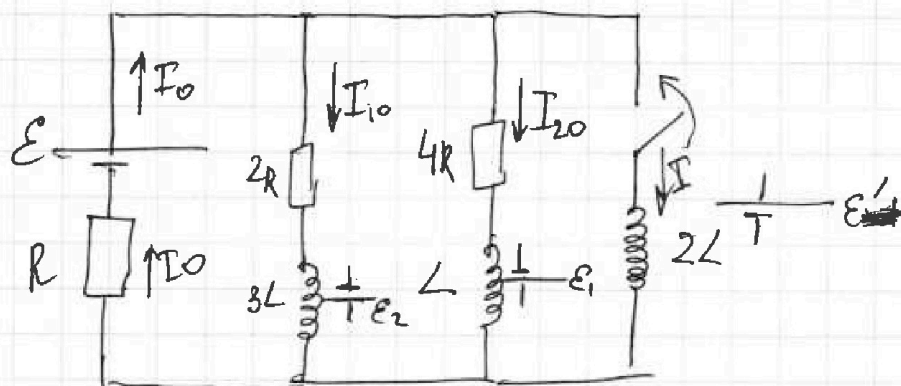 I₀ I₁₀ I₂₀
ℰ 2R 4R I ℰ'
R I0 3L ℰ₂ L ℰ₁ 2L